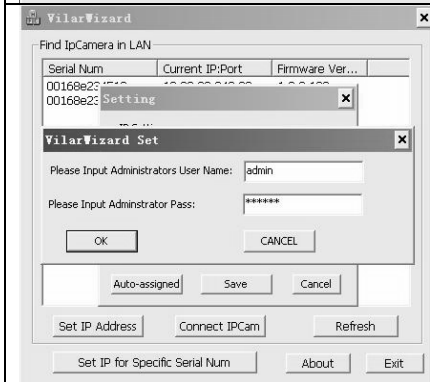 VilarWizard
Find IpCamera in LAN
Serial Num Current IP:Port Firmware Ver...
00168e23
00168e23 Setting
VilarWizard Set
Please Input Administrators User Name: admin
Please Input Adminstrator Pass: ******
OK CANCEL
Auto-assigned Save Cancel
Set IP Address Connect IPCam Refresh
Set IP for Specific Serial Num About Exit